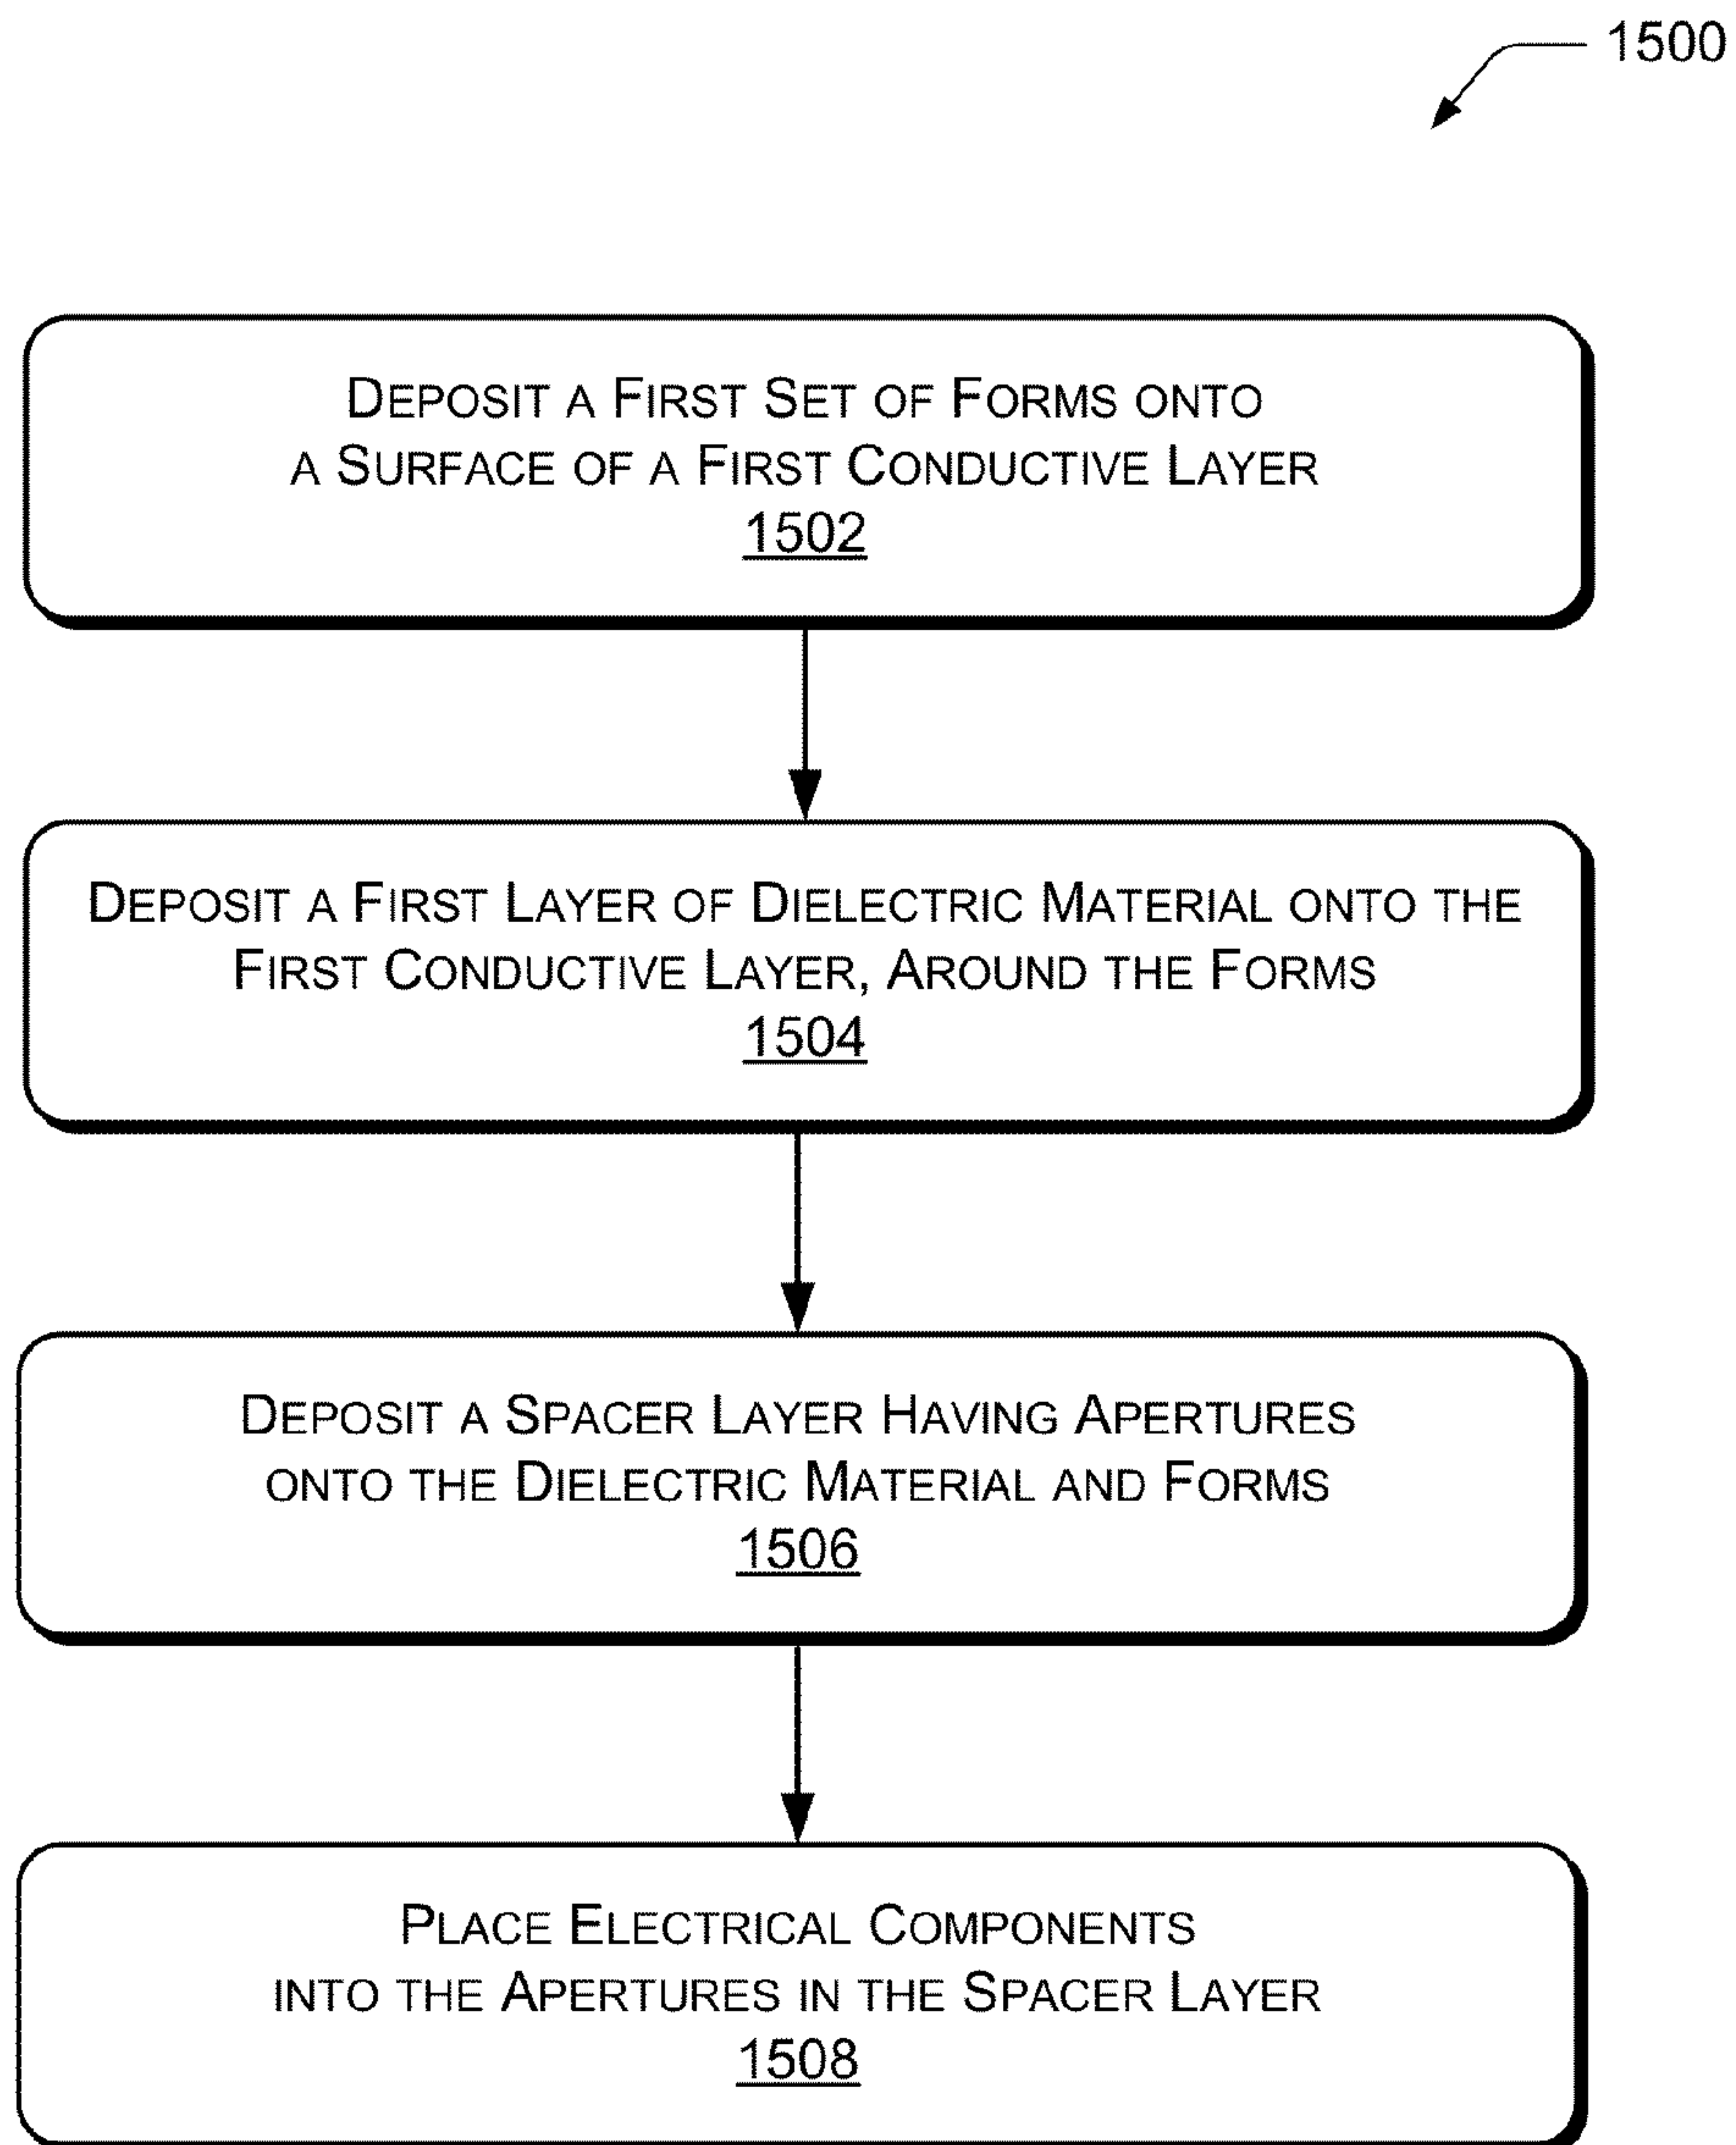 1500
DEPOSIT A FIRST SET OF FORMS ONTO
A SURFACE OF A FIRST CONDUCTIVE LAYER
1502
DEPOSIT A FIRST LAYER OF DIELECTRIC MATERIAL ONTO THE
FIRST CONDUCTIVE LAYER, AROUND THE FORMS
1504
DEPOSIT A SPACER LAYER HAVING APERTURES
ONTO THE DIELECTRIC MATERIAL AND FORMS
1506
PLACE ELECTRICAL COMPONENTS
INTO THE APERTURES IN THE SPACER LAYER
1508